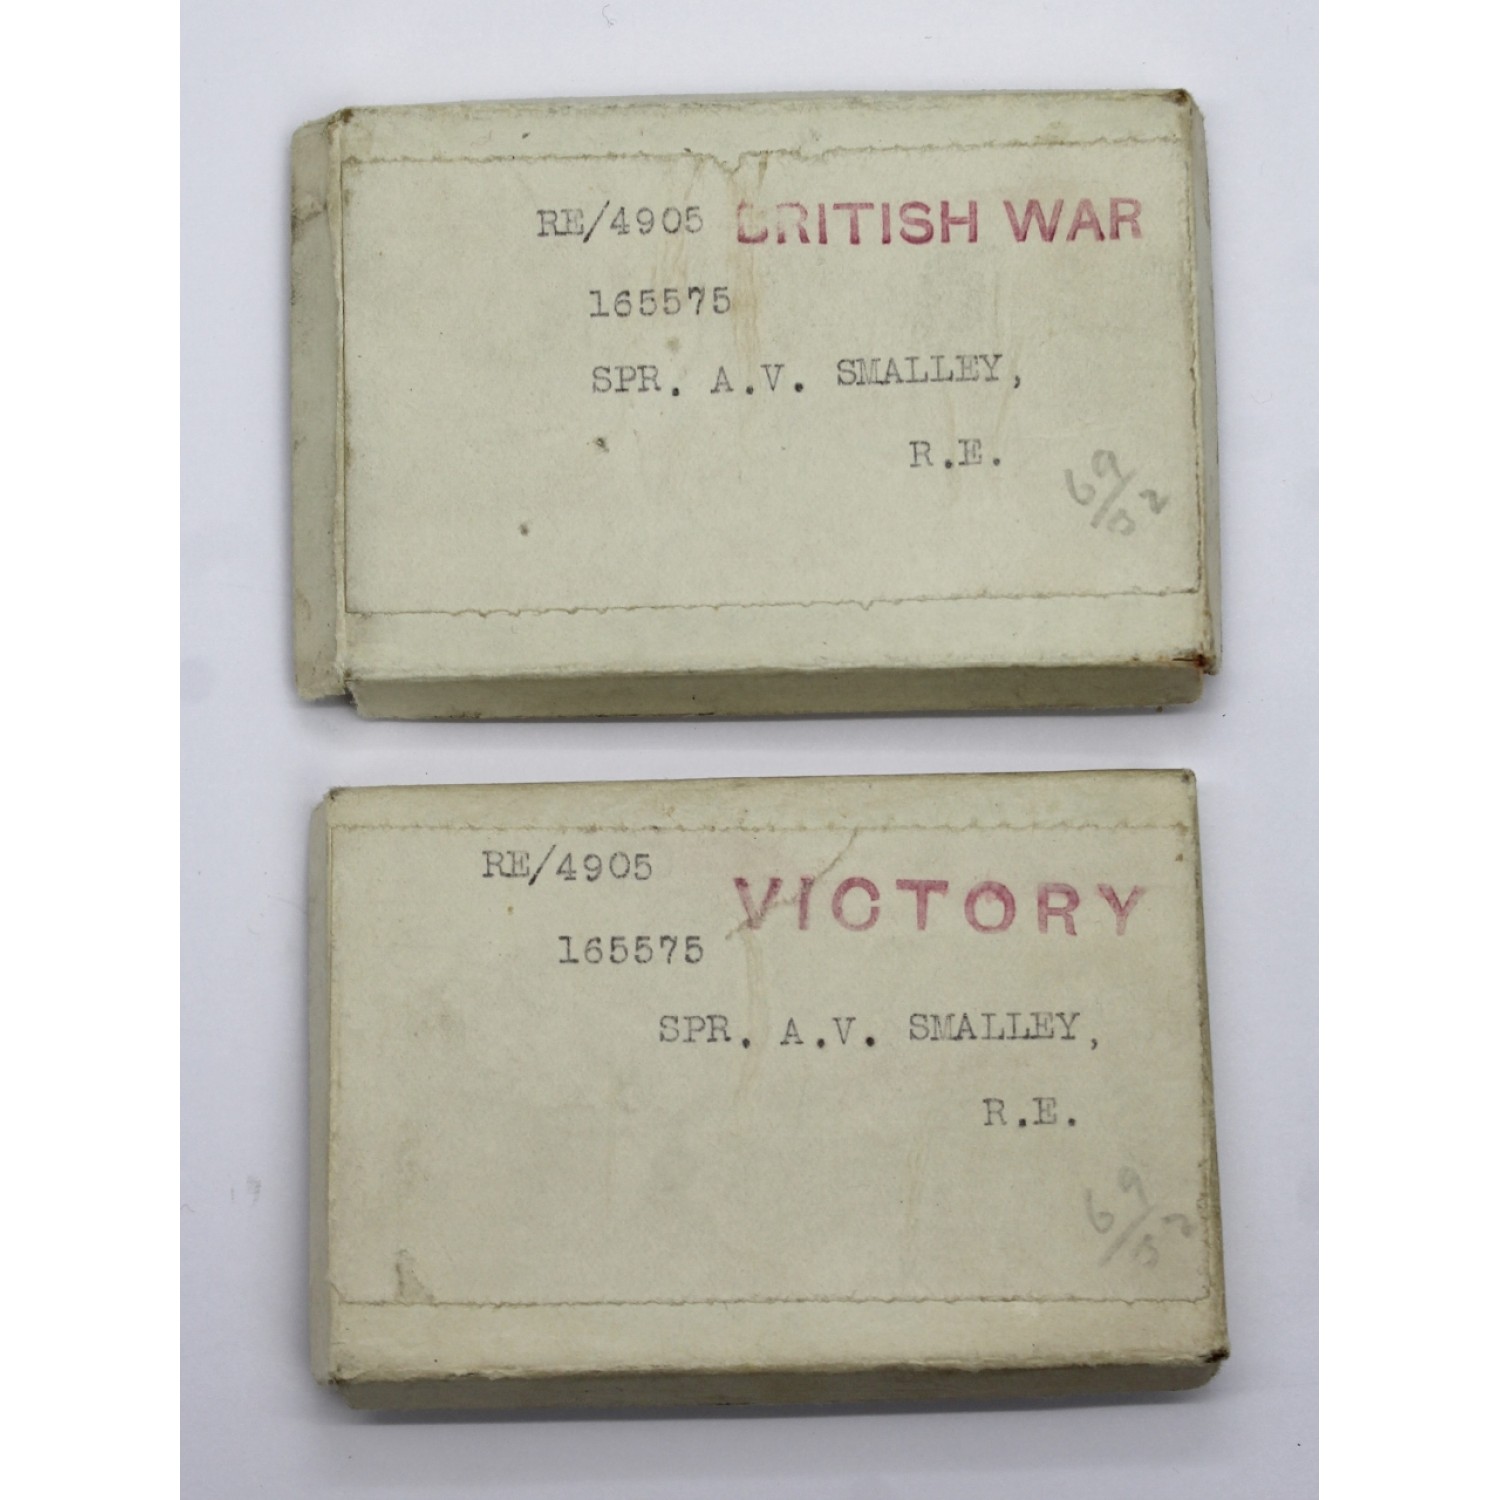 RE/4905 BRITISH WAR
165575
SPR. A.V. SMALLEY,
R.E.
69/32
RE/4905 VICTORY
165575
SPR. A.V. SMALLEY,
R.E.
69/32